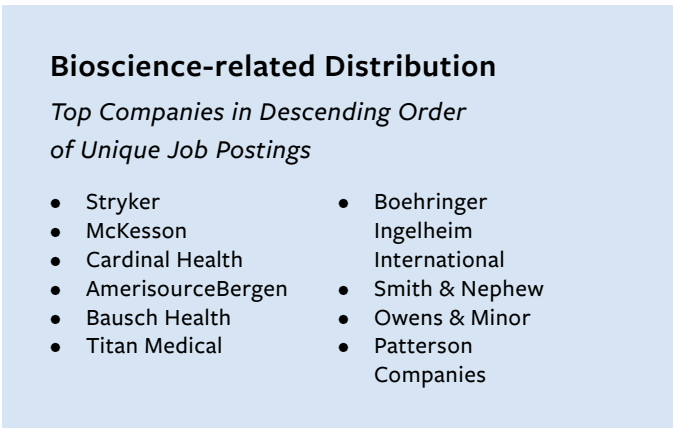 Bioscience-related Distribution
Top Companies in Descending Order
of Unique Job Postings
• Stryker
• McKesson
• Cardinal Health
• AmerisourceBergen
• Bausch Health
• Titan Medical
• Boehringer
Ingelheim
International
• Smith & Nephew
• Owens & Minor
• Patterson
Companies